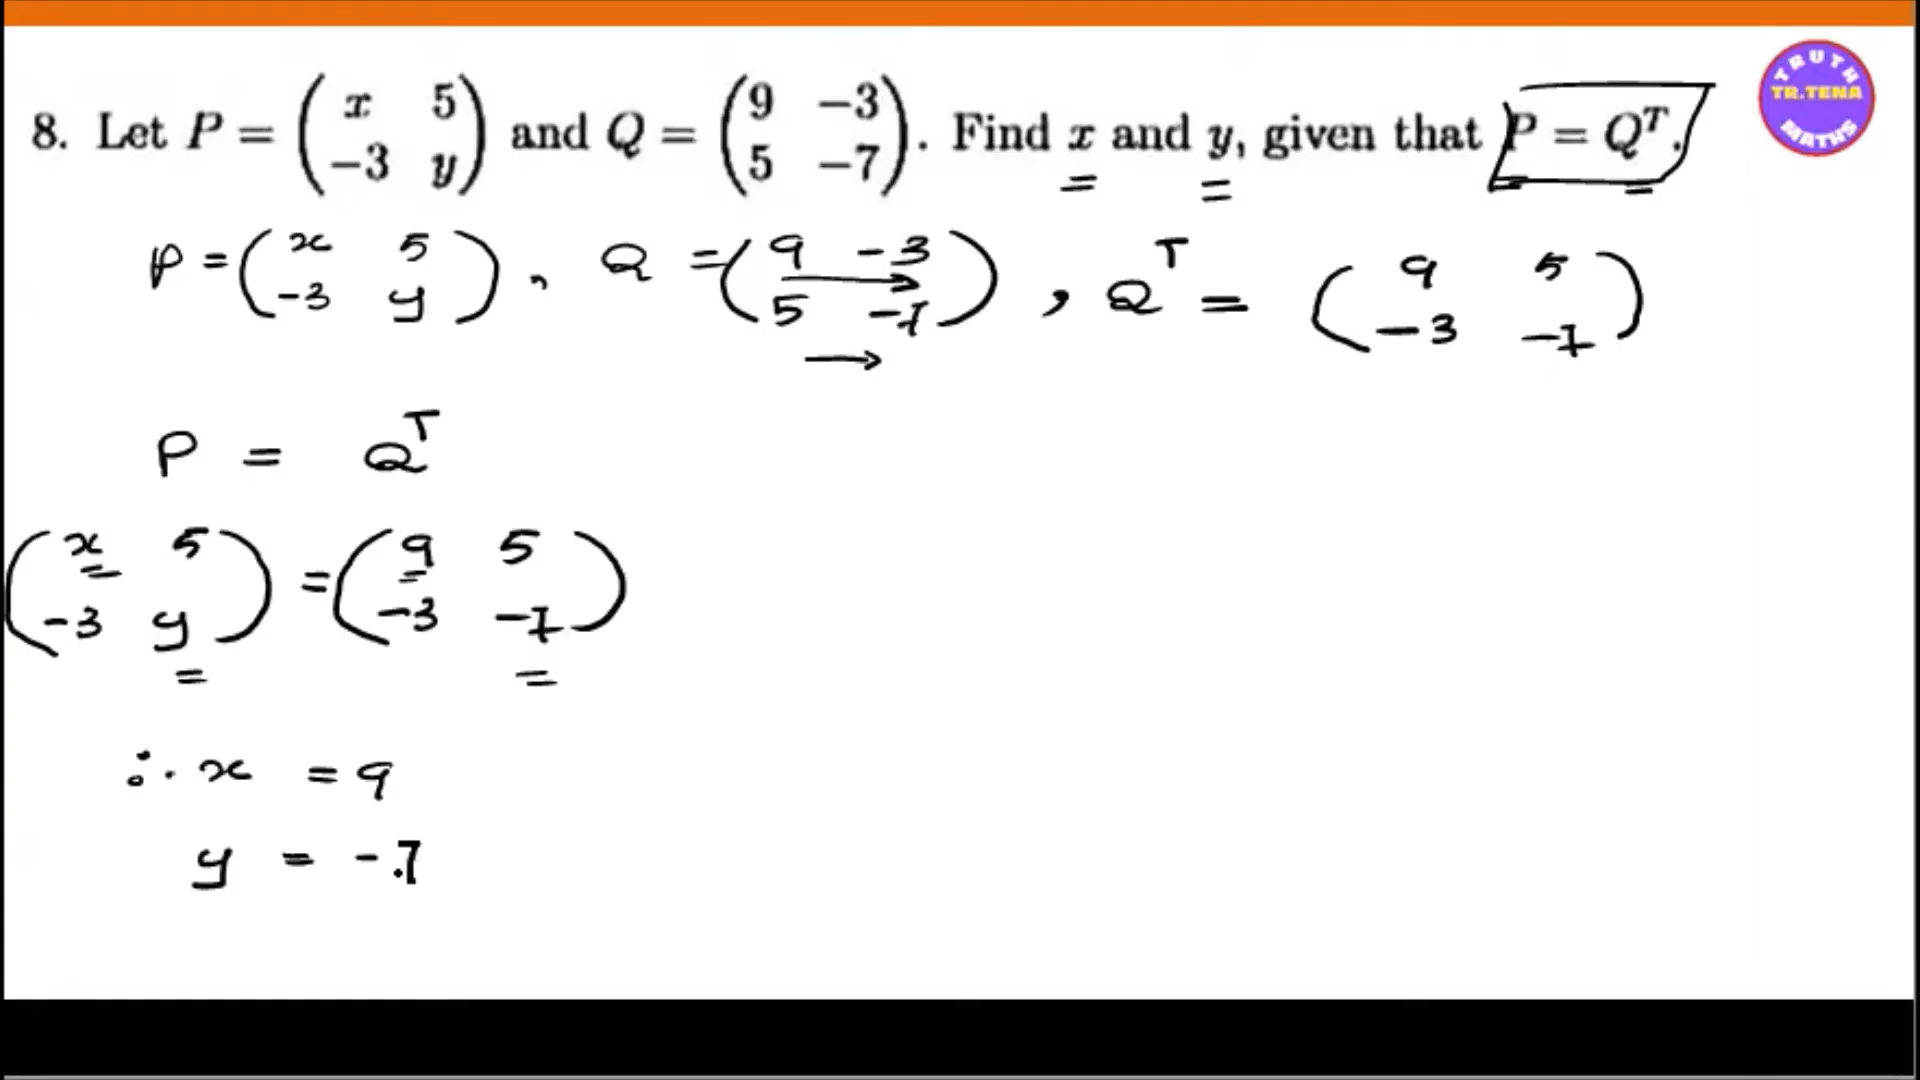 8. Let P = (x 5 -3 y) and Q = (9 -3 5 -7). Find x and y, given that P = Q^T.
TRUTH
TR.TENA
MATHS
P = (x 5 -3 y), Q = (9 -3 5 -7), Q^T = (9 5 -3 -7)
P = Q^T
(x 5 -3 y) = (9 5 -3 -7)
∴ x = 9
y = -7